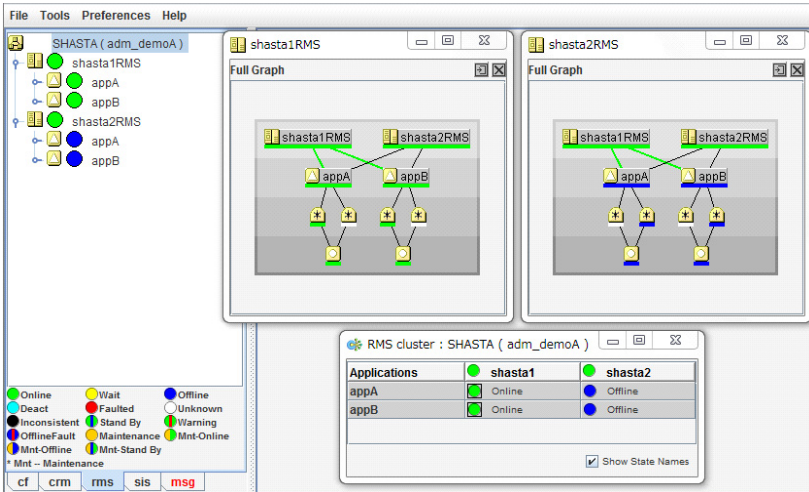 File Tools Preferences Help
SHASTA ( adm_demoA )
shasta1RMS
appA
appB
shasta2RMS
appA
appB
Online Wait Offline
Deact Faulted Unknown
Inconsistent Stand By Warning
OfflineFault Maintenance Mnt-Online
Mnt-Offline Mnt-Stand By
* Mnt -- Maintenance
cf crm rms sis msg
shasta1RMS
Full Graph
shasta1RMS shasta2RMS
appA appB
* * * *
shasta2RMS
Full Graph
shasta1RMS shasta2RMS
appA appB
* * * *
RMS cluster : SHASTA ( adm_demoA )
Applications shasta1 shasta2
appA Online Offline
appB Online Offline
Show State Names